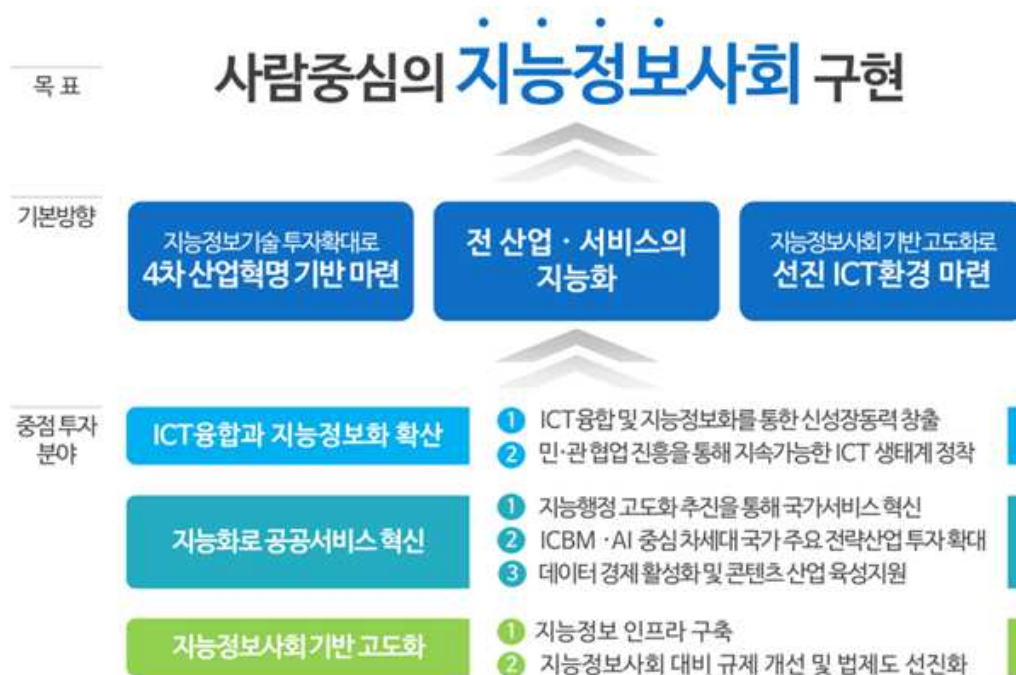 목 표
사람중심의 지능정보사회 구현
기본방향
지능정보기술 투자확대로
4차 산업혁명 기반 마련
전 산업 · 서비스의
지능화
지능정보사회 기반 고도화로
선진 ICT환경 마련
중점 투자
분야
ICT융합과 지능정보화 확산
1 ICT융합 및 지능정보화를 통한 신성장동력 창출
2 민·관 협업 진흥을 통해 지속가능한 ICT 생태계 정착
지능화로 공공서비스 혁신
1 지능행정 고도화 추진을 통해 국가서비스 혁신
2 ICBM · AI 중심 차세대 국가 주요 전략산업 투자 확대
3 데이터 경제 활성화 및 콘텐츠 산업 육성지원
지능정보사회 기반 고도화
1 지능정보 인프라 구축
2 지능정보사회 대비 규제 개선 및 법제도 선진화